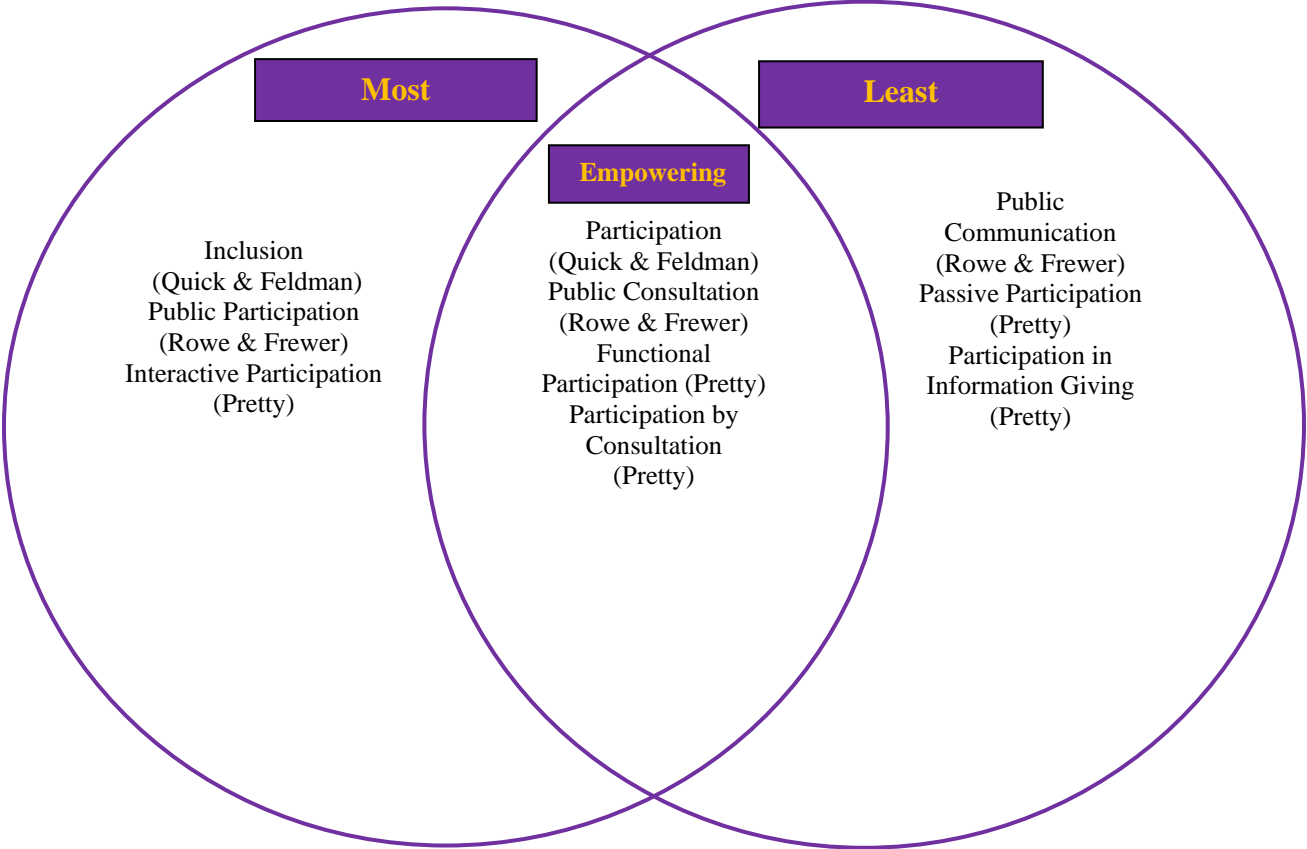 Most
Least
Empowering
Inclusion
(Quick & Feldman)
Public Participation
(Rowe & Frewer)
Interactive Participation
(Pretty)
Participation
(Quick & Feldman)
Public Consultation
(Rowe & Frewer)
Functional
Participation (Pretty)
Participation by
Consultation
(Pretty)
Public
Communication
(Rowe & Frewer)
Passive Participation
(Pretty)
Participation in
Information Giving
(Pretty)